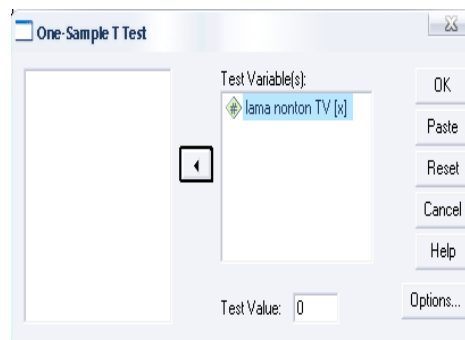 One-Sample T Test
Test Variable(s):
lama nonton TV [x]
OK
Paste
Reset
Cancel
Help
Options...
Test Value: 0